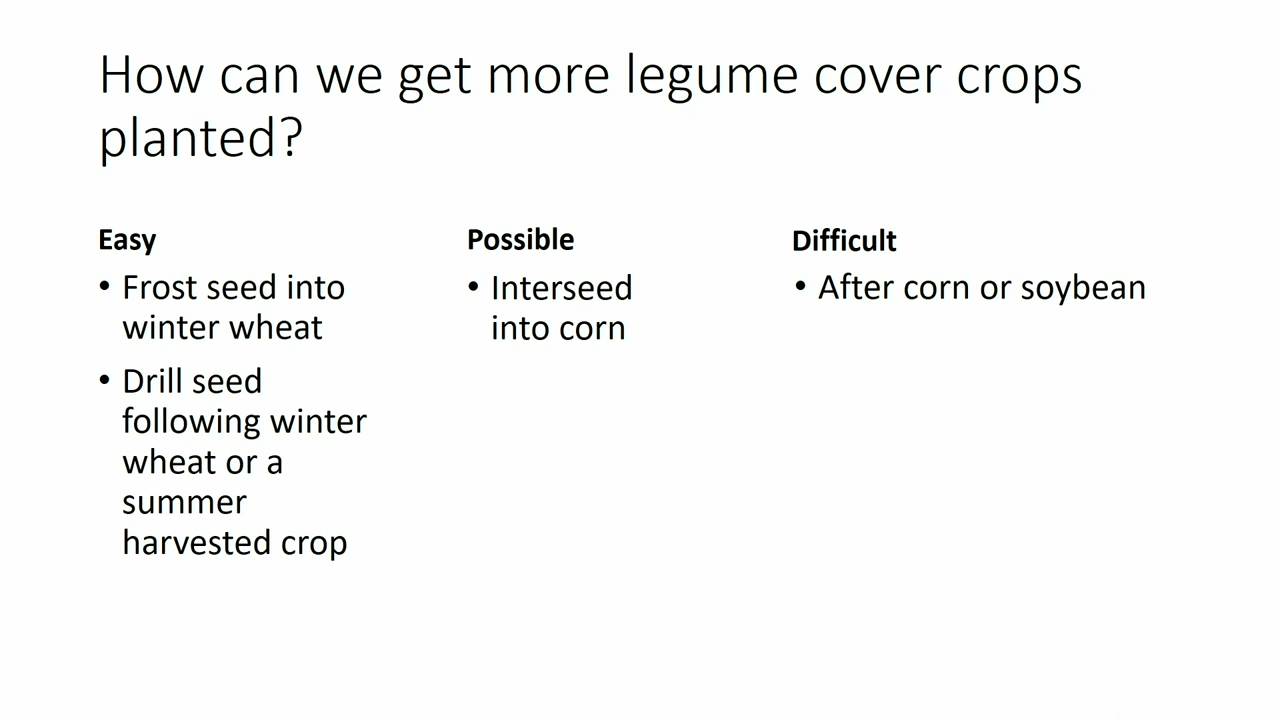 How can we get more legume cover crops
planted?
Easy
• Frost seed into
winter wheat
• Drill seed
following winter
wheat or a
summer
harvested crop
Possible
• Interseed
into corn
Difficult
• After corn or soybean